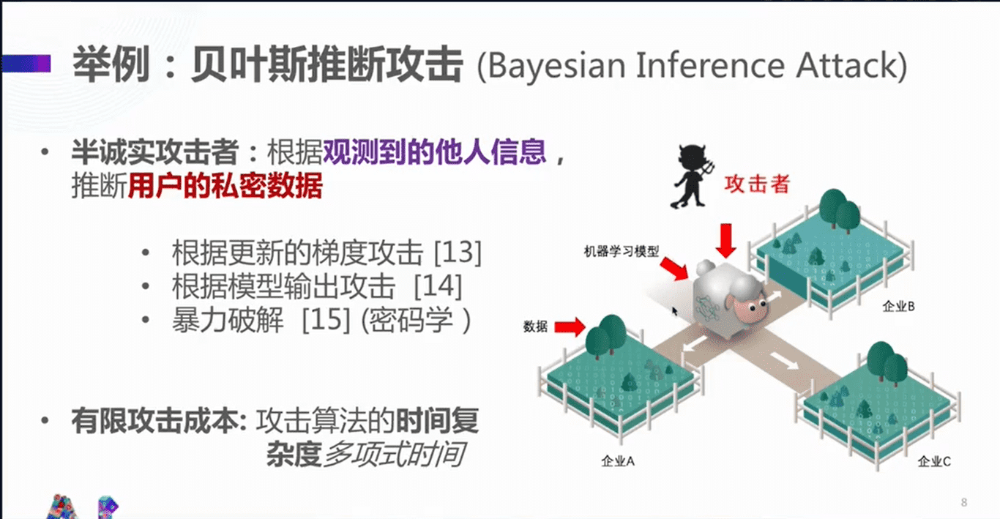 举例：贝叶斯推断攻击 (Bayesian Inference Attack)
• 半诚实攻击者：根据观测到的他人信息，
推断用户的私密数据
• 根据更新的梯度攻击 [13]
• 根据模型输出攻击 [14]
• 暴力破解 [15] (密码学 )
• 有限攻击成本: 攻击算法的时间复
杂度多项式时间
攻击者
机器学习模型
企业B
数据
企业A
企业C
8